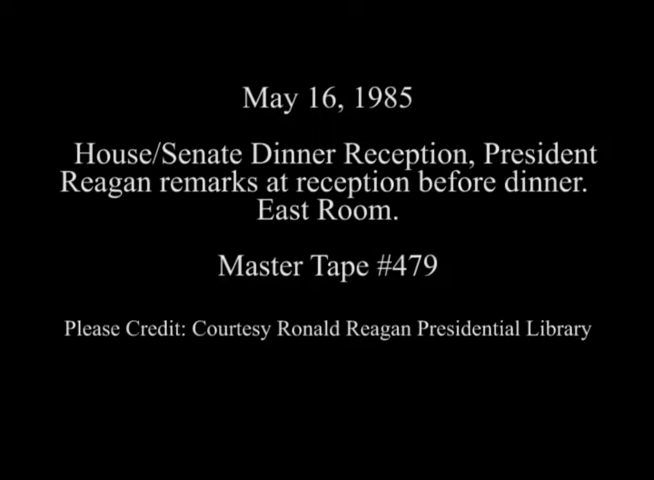 May 16, 1985
House/Senate Dinner Reception, President
Reagan remarks at reception before dinner.
East Room.
Master Tape #479
Please Credit: Courtesy Ronald Reagan Presidential Library